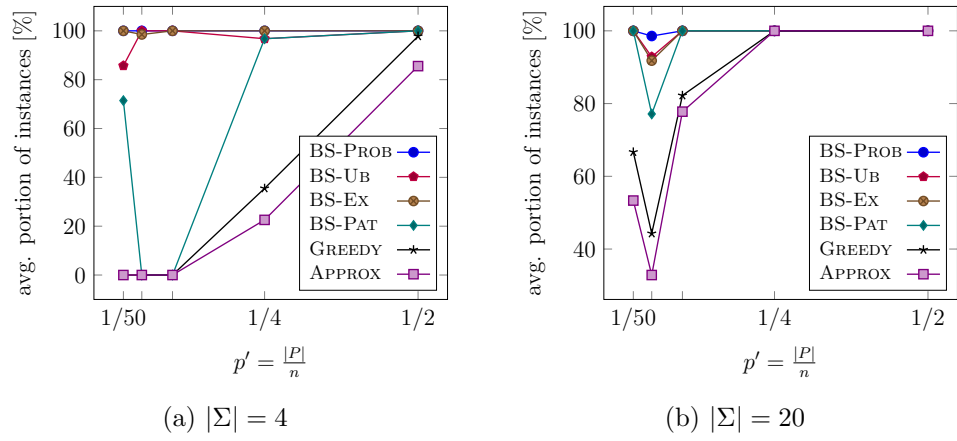 avg. portion of instances [%]
100
80
60
40
20
0
BS-PROB
BS-UB
BS-EX
BS-PAT
GREEDY
APPROX
1/50
1/4
1/2
p′ = |P|/n
(a) |Σ| = 4
avg. portion of instances [%]
100
80
60
40
BS-PROB
BS-UB
BS-EX
BS-PAT
GREEDY
APPROX
1/50
1/4
1/2
p′ = |P|/n
(b) |Σ| = 20